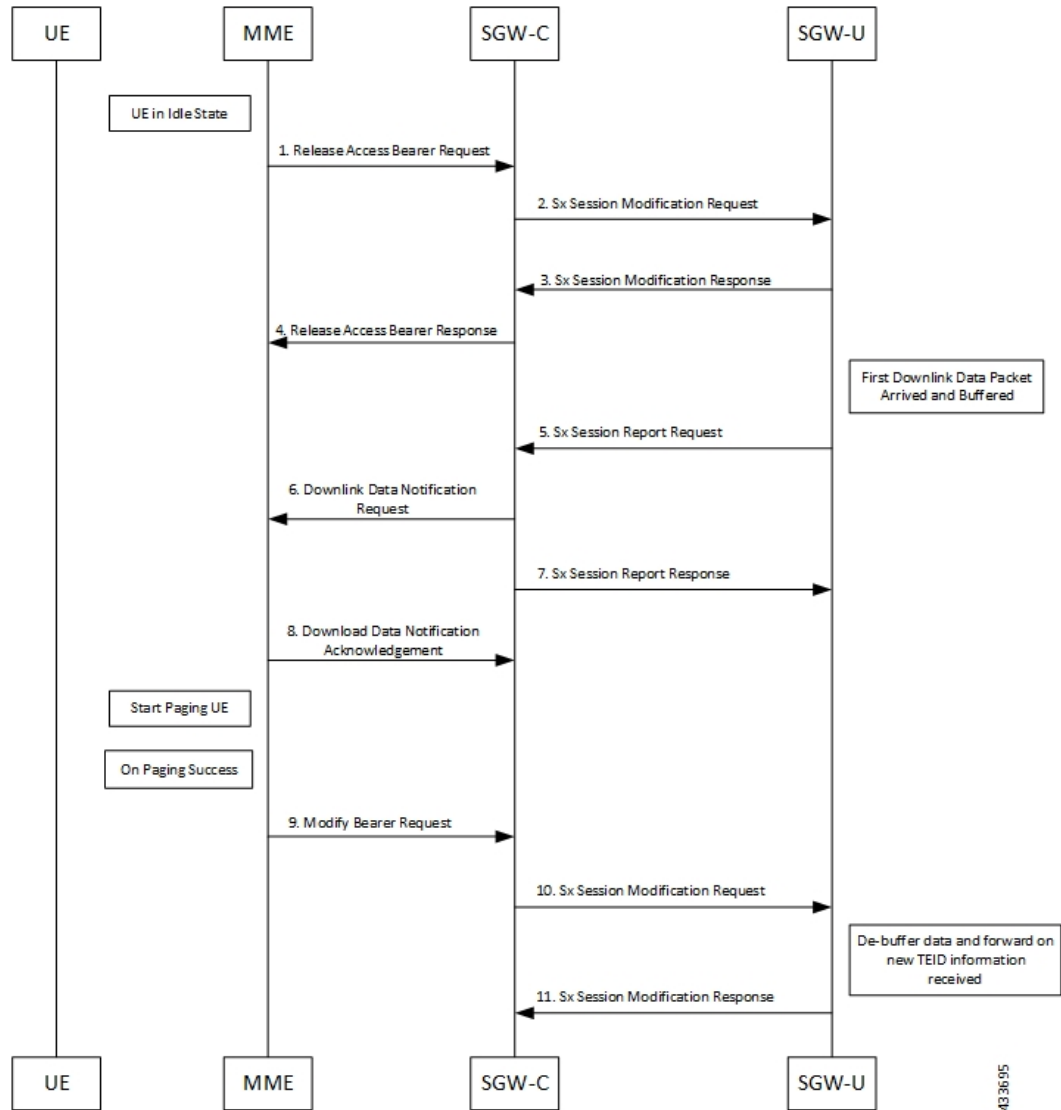 UE
MME
SGW-C
SGW-U
UE in Idle State
1. Release Access Bearer Request
2. Sx Session Modification Request
3. Sx Session Modification Response
4. Release Access Bearer Response
First Downlink Data Packet
Arrived and Buffered
5. Sx Session Report Request
6. Downlink Data Notification
Request
7. Sx Session Report Response
8. Download Data Notification
Acknowledgement
Start Paging UE
On Paging Success
9. Modify Bearer Request
10. Sx Session Modification Request
De-buffer data and forward on
new TEID information
received
11. Sx Session Modification Response
UE
MME
SGW-C
SGW-U
433695